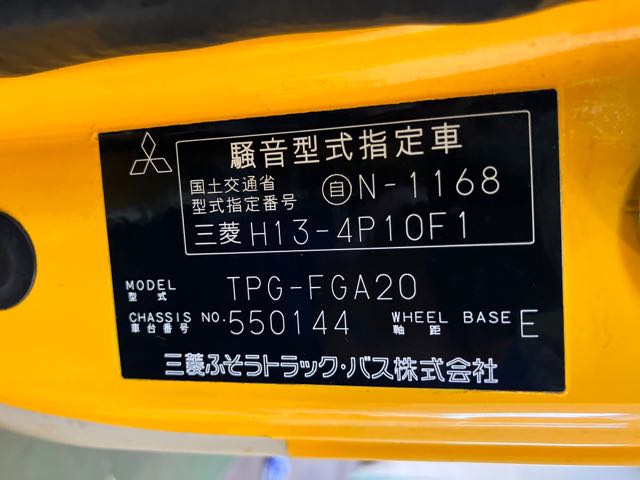 騒音型式指定車
国土交通省
型式指定番号 自N-1168
三菱 H13-4P10F1
MODEL
型式 TPG-FGA20
CHASSIS NO.
車台番号 550144 WHEEL BASE
軸距 E
三菱ふそうトラック・バス株式会社